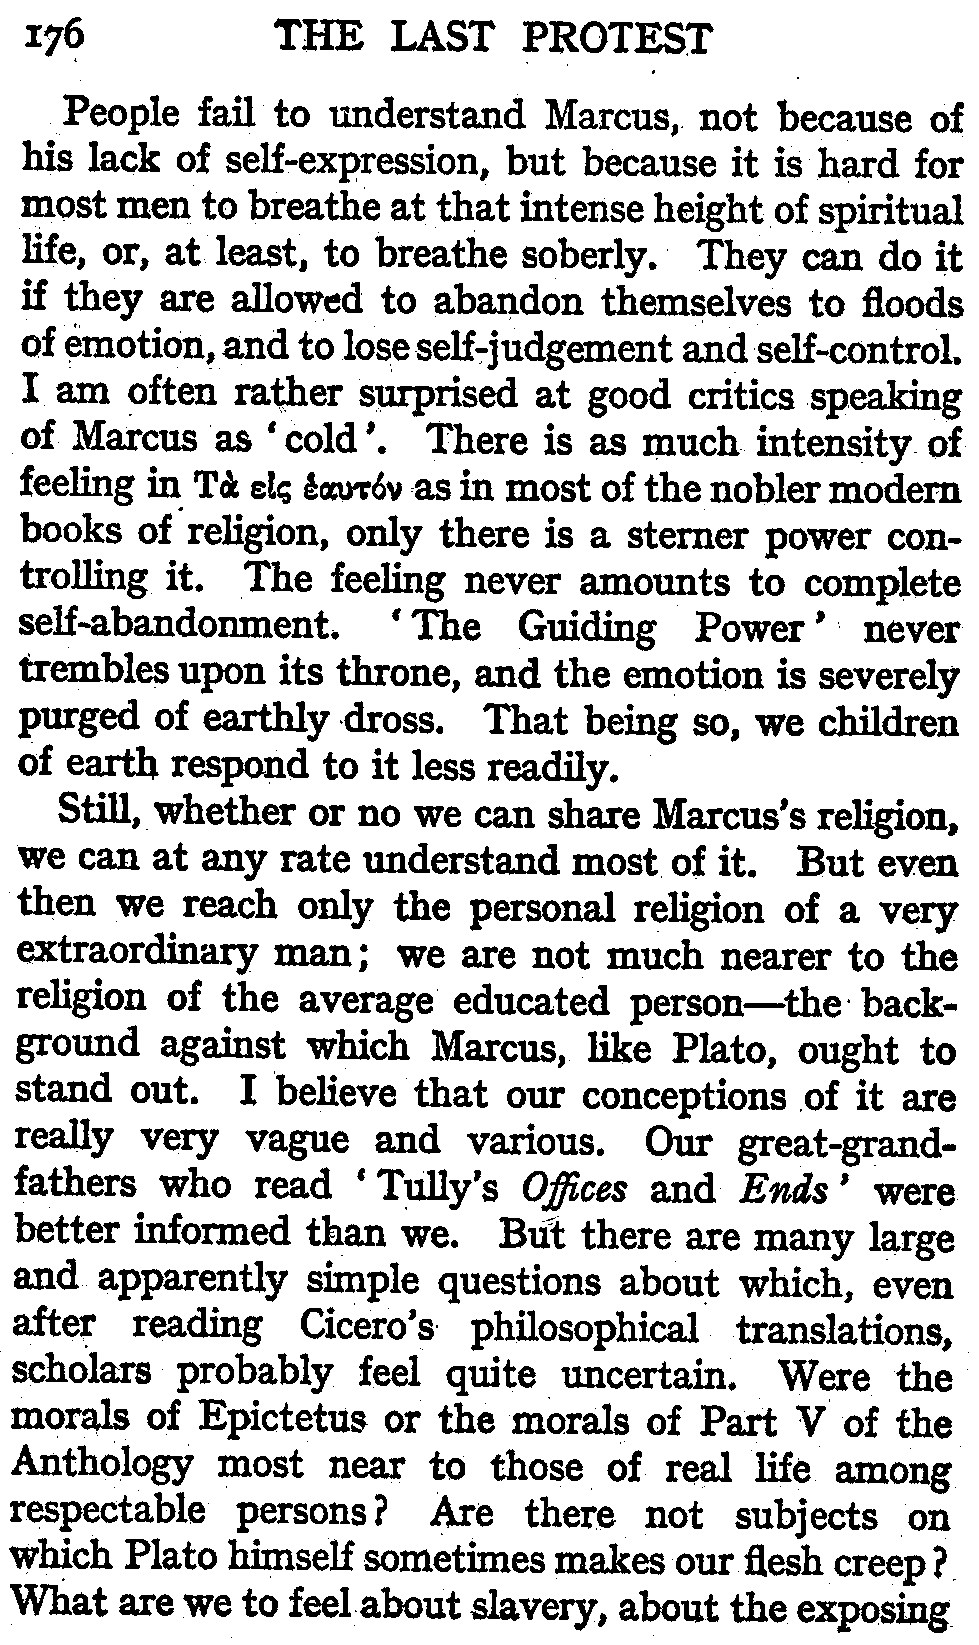 176 THE LAST PROTEST
People fail to understand Marcus, not because of
his lack of self-expression, but because it is hard for
most men to breathe at that intense height of spiritual
life, or, at least, to breathe soberly. They can do it
if they are allowed to abandon themselves to floods
of emotion, and to lose self-judgement and self-control.
I am often rather surprised at good critics speaking
of Marcus as ‘cold’. There is as much intensity of
feeling in Τὰ εἰς ἑαυτόν as in most of the nobler modern
books of religion, only there is a sterner power con-
trolling it. The feeling never amounts to complete
self-abandonment. ‘The Guiding Power’ never
trembles upon its throne, and the emotion is severely
purged of earthly dross. That being so, we children
of earth respond to it less readily.
Still, whether or no we can share Marcus's religion,
we can at any rate understand most of it. But even
then we reach only the personal religion of a very
extraordinary man; we are not much nearer to the
religion of the average educated person—the back-
ground against which Marcus, like Plato, ought to
stand out. I believe that our conceptions of it are
really very vague and various. Our great-grand-
fathers who read ‘Tully's Offices and Ends’ were
better informed than we. But there are many large
and apparently simple questions about which, even
after reading Cicero's philosophical translations,
scholars probably feel quite uncertain. Were the
morals of Epictetus or the morals of Part V of the
Anthology most near to those of real life among
respectable persons? Are there not subjects on
which Plato himself sometimes makes our flesh creep?
What are we to feel about slavery, about the exposing